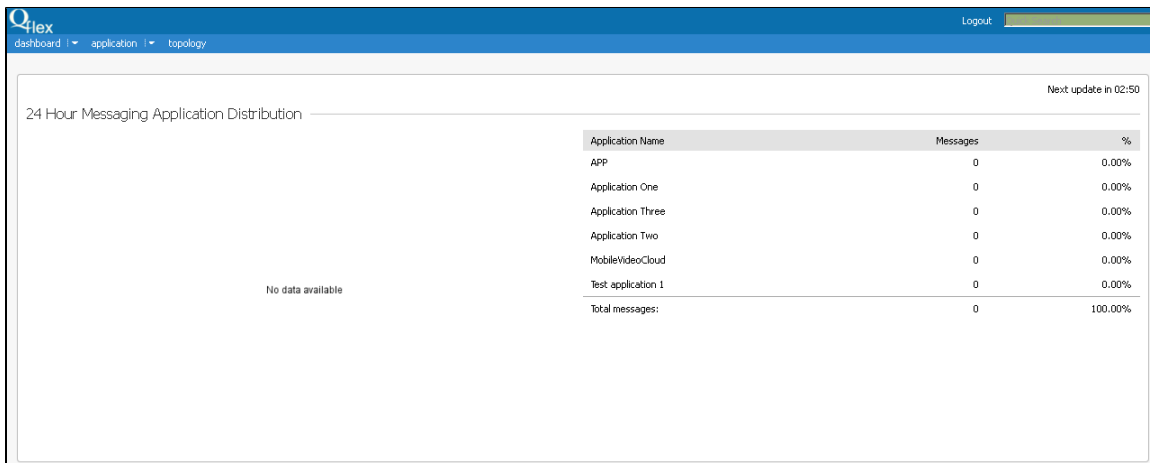 Qflex
Logout
dashboard application topology
Next update in 02:50
24 Hour Messaging Application Distribution
Application Name Messages %
APP 0 0.00%
Application One 0 0.00%
Application Three 0 0.00%
Application Two 0 0.00%
MobileVideoCloud 0 0.00%
No data available
Test application 1 0 0.00%
Total messages: 0 100.00%